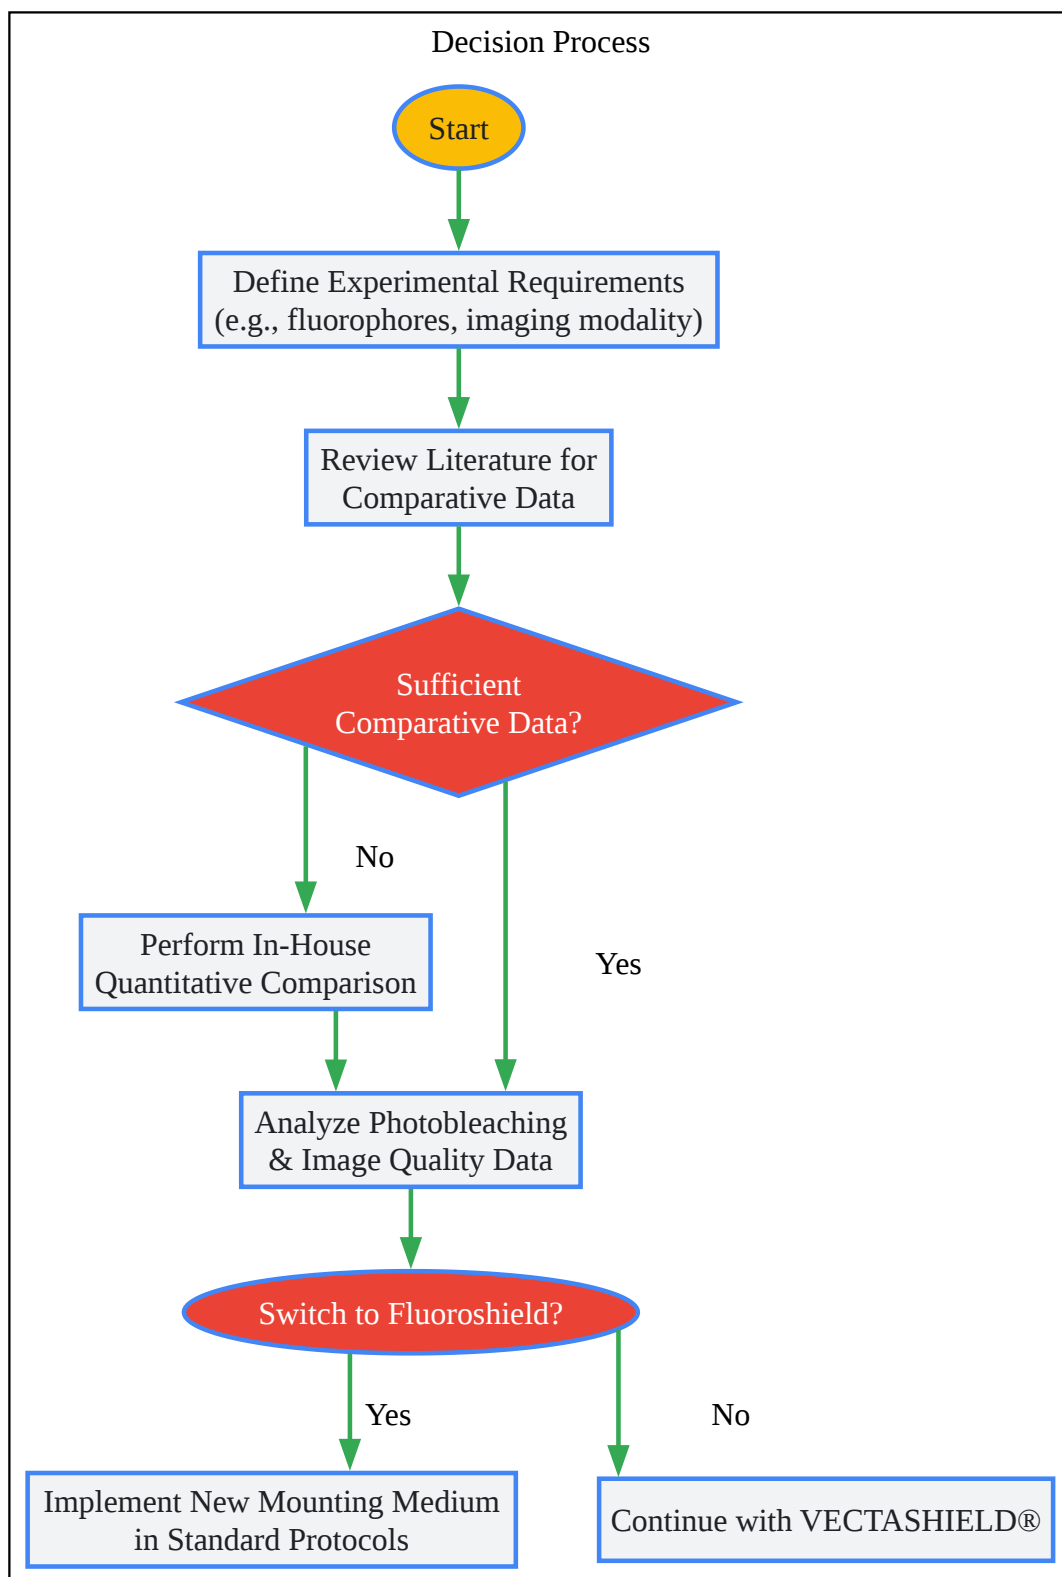 Decision Process
Start
Define Experimental Requirements
(e.g., fluorophores, imaging modality)
Review Literature for
Comparative Data
Sufficient
Comparative Data?
No
Perform In-House
Quantitative Comparison
Yes
Analyze Photobleaching
& Image Quality Data
Switch to Fluoroshield?
Yes
No
Implement New Mounting Medium
in Standard Protocols
Continue with VECTASHIELD®